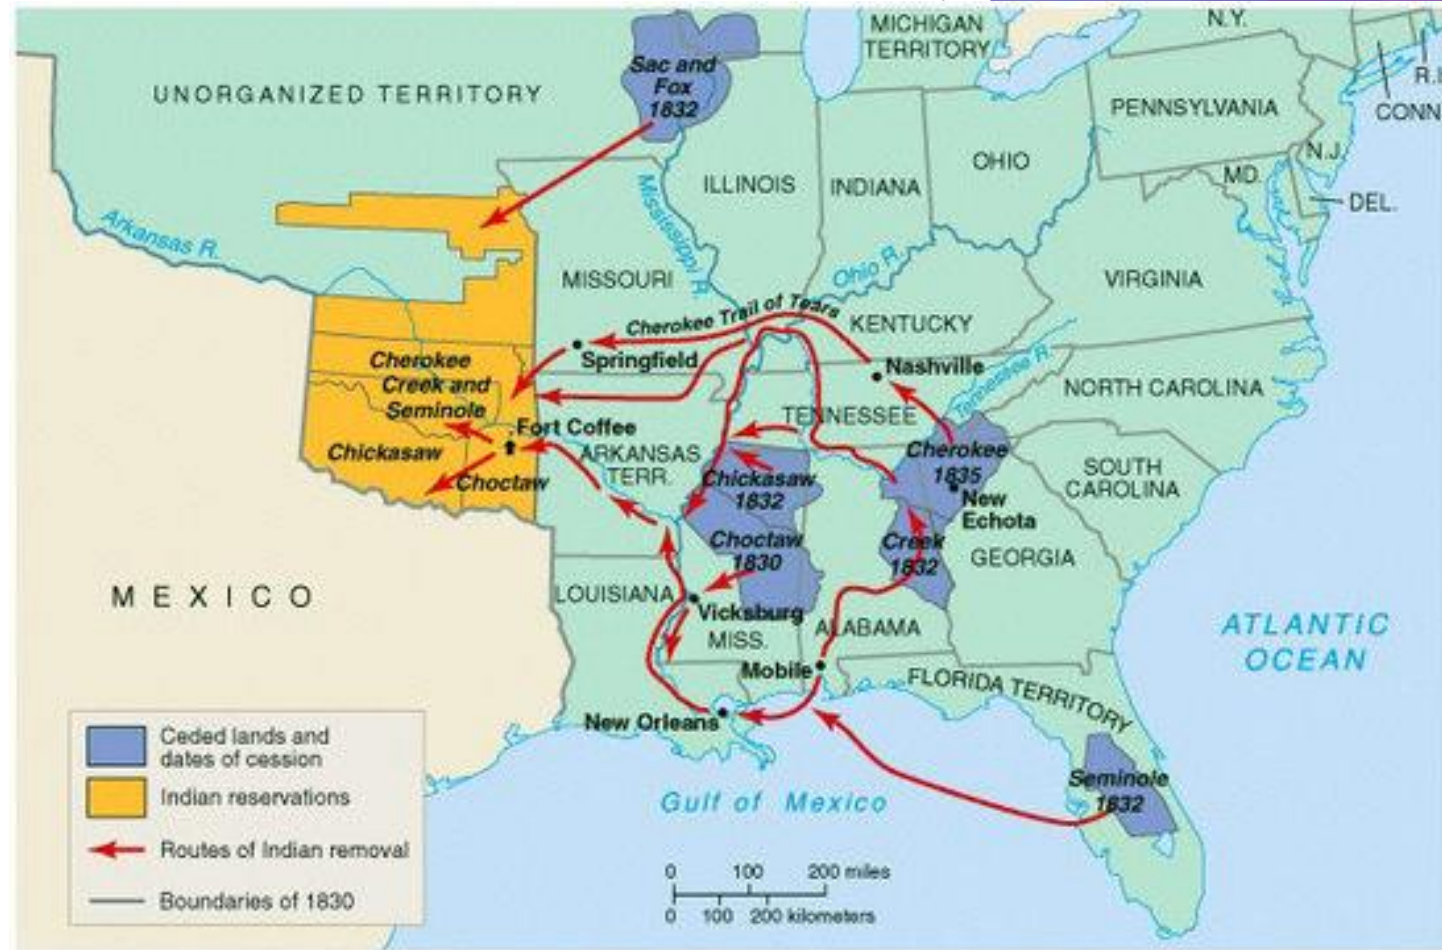 MICHIGAN
TERRITORY
N.Y.
Sac and
Fox
1832
UNORGANIZED TERRITORY
PENNSYLVANIA
R.I.
CONN
N.J.
OHIO
ILLINOIS
INDIANA
MD.
DEL.
Mississippi R.
Arkansas R.
Ohio R.
MISSOURI
VIRGINIA
Cherokee Trail of Tears
KENTUCKY
Springfield
Nashville
Tennessee R.
Cherokee
Creek and
Seminole
NORTH CAROLINA
TENNESSEE
Fort Coffee
Chickasaw
Choctaw
ARKANSAS
TERR.
Chickasaw
1832
Cherokee
1835
New
Echota
SOUTH
CAROLINA
Choctaw
1830
Creek
1832
GEORGIA
MEXICO
LOUISIANA
Vicksburg
MISS.
ALABAMA
ATLANTIC
OCEAN
Mobile
FLORIDA TERRITORY
New Orleans
Seminole
1832
Gulf of Mexico
Ceded lands and
dates of cession
Indian reservations
Routes of Indian removal
Boundaries of 1830
0 100 200 miles
0 100 200 kilometers